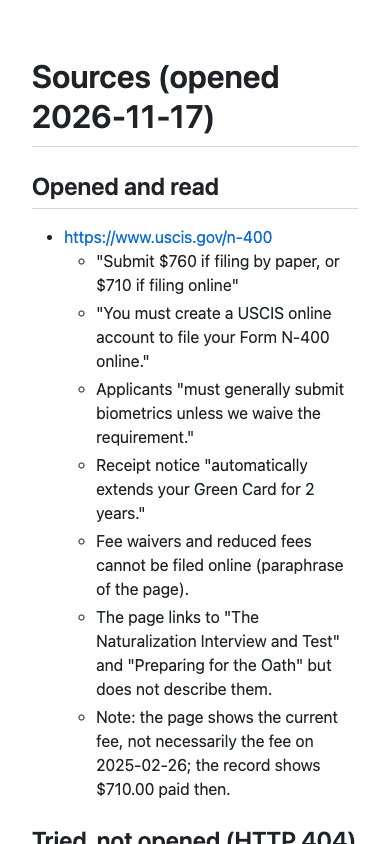 Sources (opened
2026-11-17)
Opened and read
https://www.uscis.gov/n-400
"Submit $760 if filing by paper, or
$710 if filing online"
"You must create a USCIS online
account to file your Form N-400
online."
Applicants "must generally submit
biometrics unless we waive the
requirement."
Receipt notice "automatically
extends your Green Card for 2
years."
Fee waivers and reduced fees
cannot be filed online (paraphrase
of the page).
The page links to "The
Naturalization Interview and Test"
and "Preparing for the Oath" but
does not describe them.
Note: the page shows the current
fee, not necessarily the fee on
2025-02-26; the record shows
$710.00 paid then.
Tried, not opened (HTTP 404)